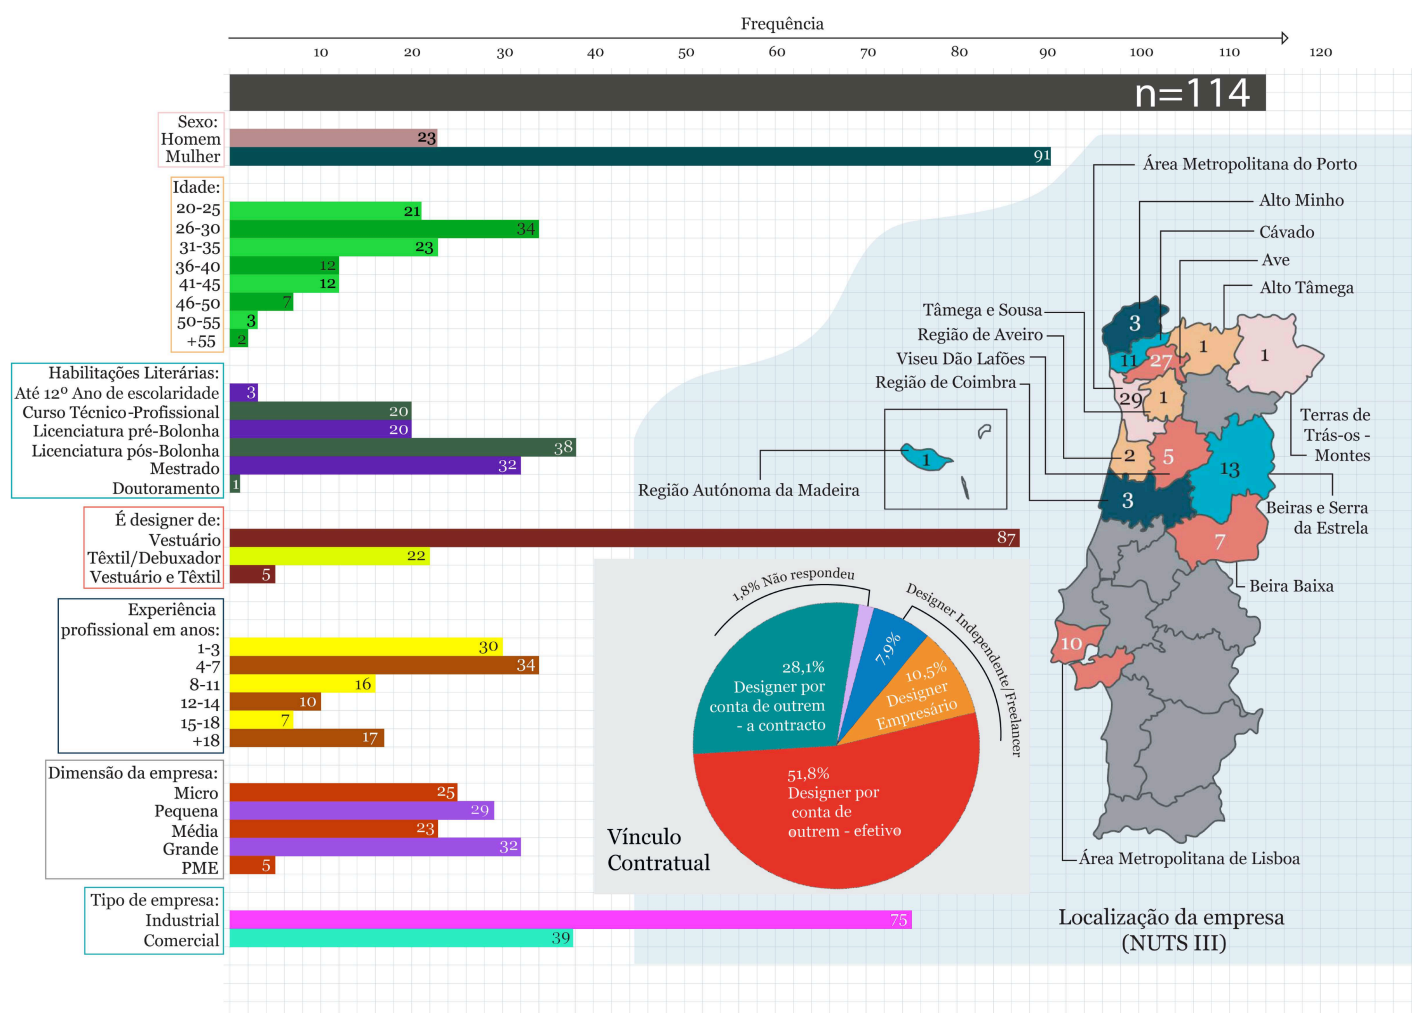 Frequência
10 20 30 40 50 60 70 80 90 100 110 120
n=114
Sexo:
Homem 23
Mulher 91
Idade:
20-25 21
26-30 34
31-35 23
36-40 12
41-45 12
46-50 7
50-55 3
+55 2
Habilitações Literárias:
Até 12º Ano de escolaridade 3
Curso Técnico-Profissional 20
Licenciatura pré-Bolonha 20
Licenciatura pós-Bolonha 38
Mestrado 32
Doutoramento 1
É designer de:
Vestuário 87
Têxtil/Debuxador 22
Vestuário e Têxtil 5
Experiência
profissional em anos:
1-3 30
4-7 34
8-11 16
12-14 10
15-18 7
+18 17
Dimensão da empresa:
Micro 25
Pequena 29
Média 23
Grande 32
PME 5
Tipo de empresa:
Industrial 75
Comercial 39
1,8% Não respondeu
Designer Independente/Freelancer
7,9%
10,5%
Designer
Empresário
28,1%
Designer por
conta de outrem
- a contracto
51,8%
Designer por
conta de
outrem - efetivo
Vínculo
Contratual
Área Metropolitana do Porto
Alto Minho
Cávado
Ave
Alto Tâmega
Tâmega e Sousa
Região de Aveiro
Viseu Dão Lafões
Região de Coimbra
Região Autónoma da Madeira
1
3
11
27
1
1
29
1
2
5
13
3
7
10
Terras de
Trás-os -
Montes
Beiras e Serra
da Estrela
Beira Baixa
Área Metropolitana de Lisboa
Localização da empresa
(NUTS III)